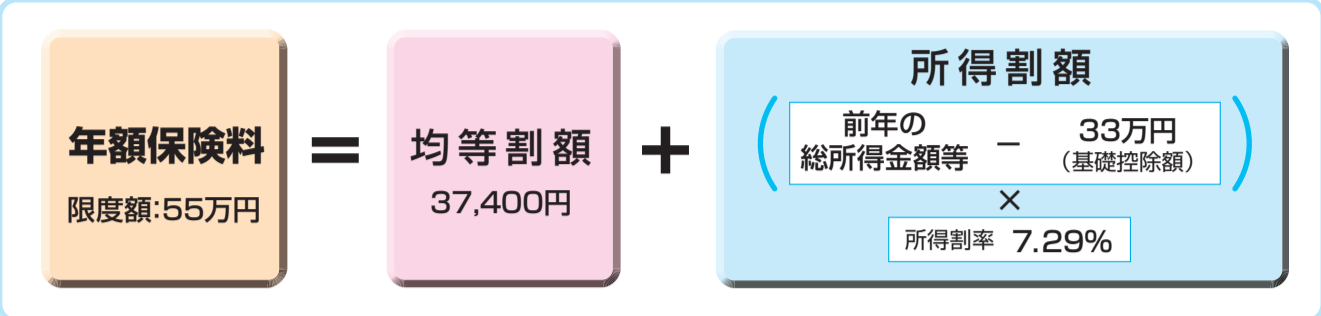 年額保険料
限度額:55万円
=
均等割額
37,400円
+
所得割額
(前年の
総所得金額等 − 33万円
(基礎控除額))
×
所得割率 7.29%